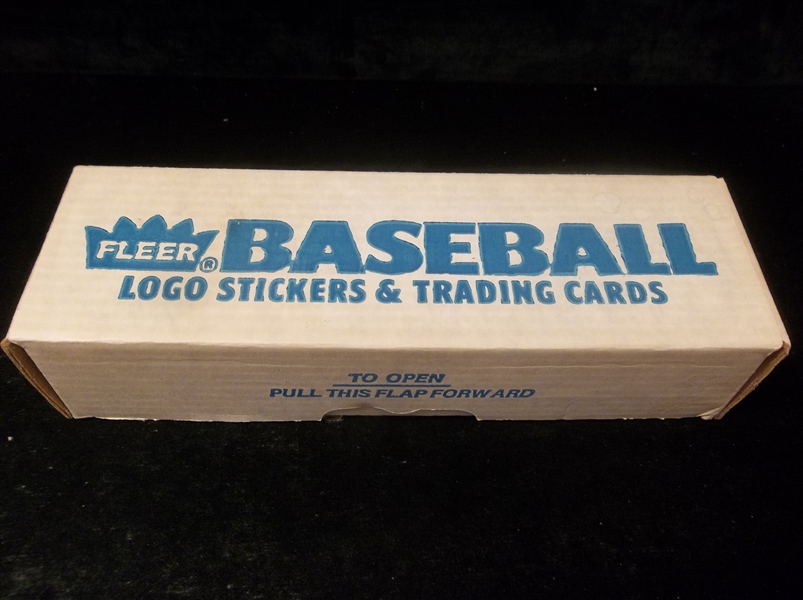 FLEER® BASEBALL
LOGO STICKERS & TRADING CARDS
TO OPEN
PULL THIS FLAP FORWARD